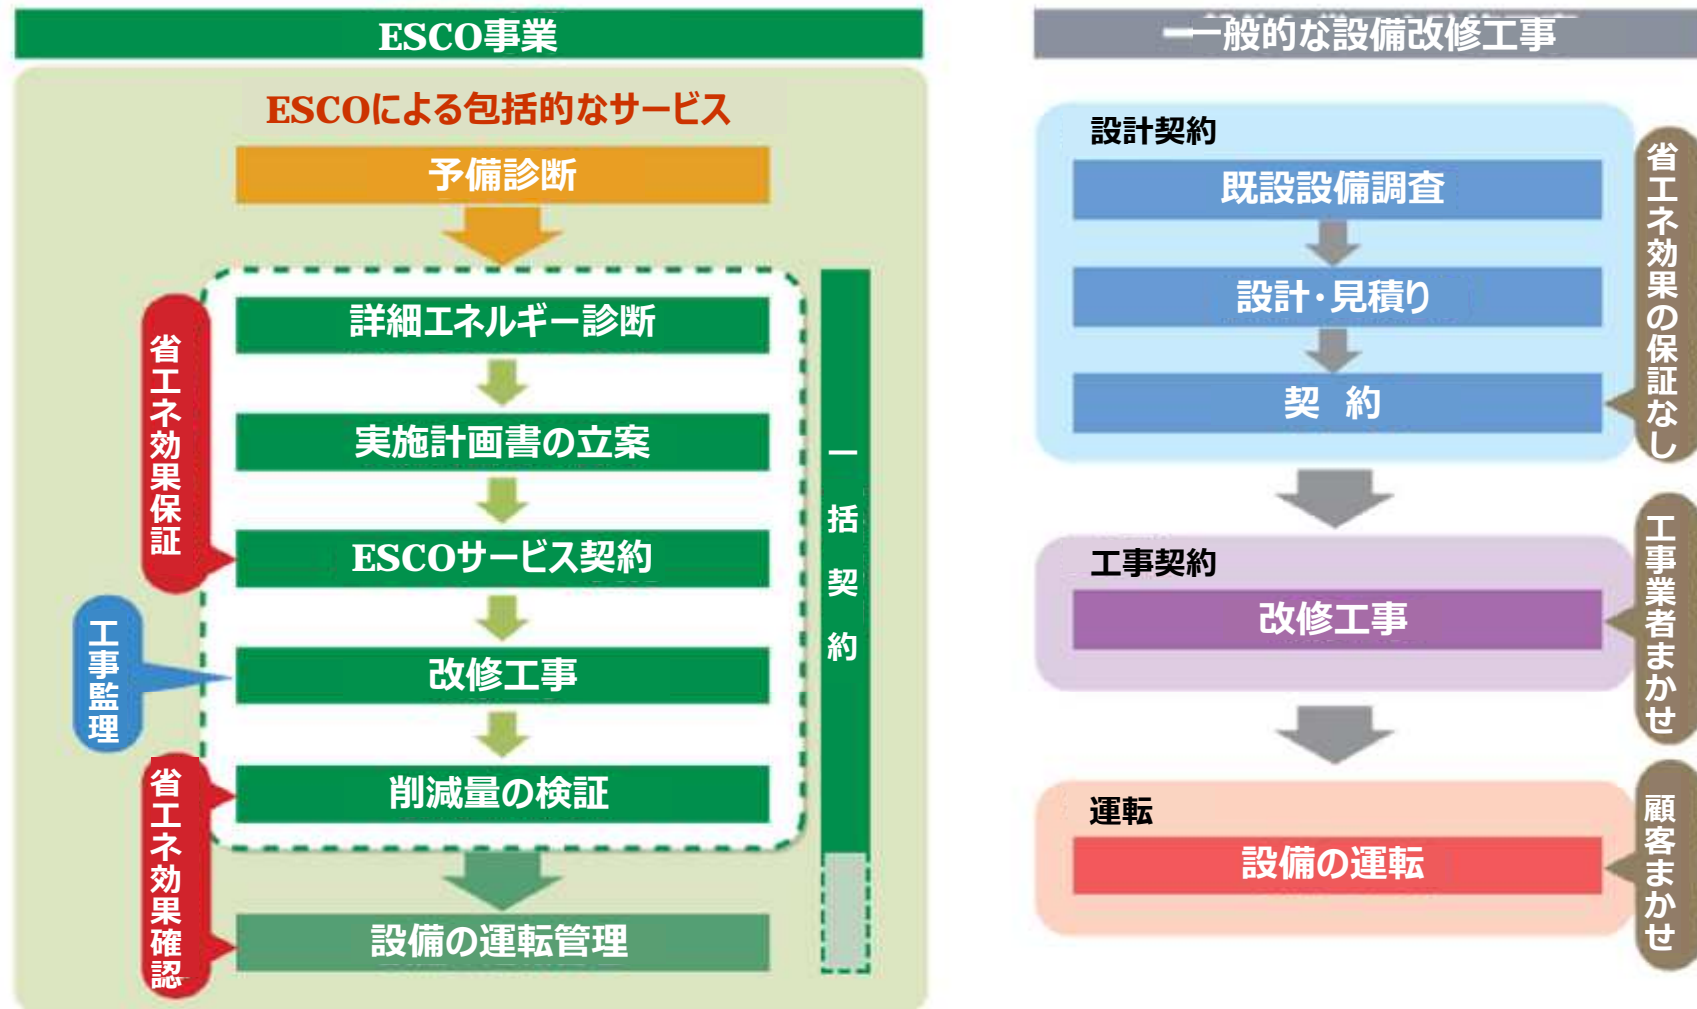 ESCO事業
ESCOによる包括的なサービス
予備診断
詳細エネルギー診断
実施計画書の立案
ESCOサービス契約
改修工事
削減量の検証
設備の運転管理
省エネ効果保証
工事監理
省エネ効果確認
一括契約
一般的な設備改修工事
設計契約
既設設備調査
設計・見積り
契 約
省エネ効果の保証なし
工事契約
改修工事
工事業者まかせ
運転
設備の運転
顧客まかせ